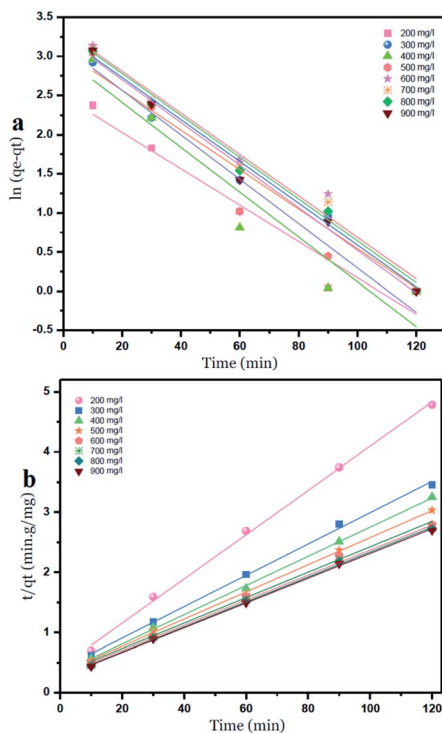 a
ln (qe-qt)
3.5
3.0
2.5
2.0
1.5
1.0
0.5
0.0
-0.5
200 mg/l
300 mg/l
400 mg/l
500 mg/l
600 mg/l
700 mg/l
800 mg/l
900 mg/l
0 20 40 60 80 100 120
Time (min)
b
t/qt (min.g/mg)
5
4
3
2
1
0
200 mg/l
300 mg/l
400 mg/l
500 mg/l
600 mg/l
700 mg/l
800 mg/l
900 mg/l
0 20 40 60 80 100 120
Time (min)